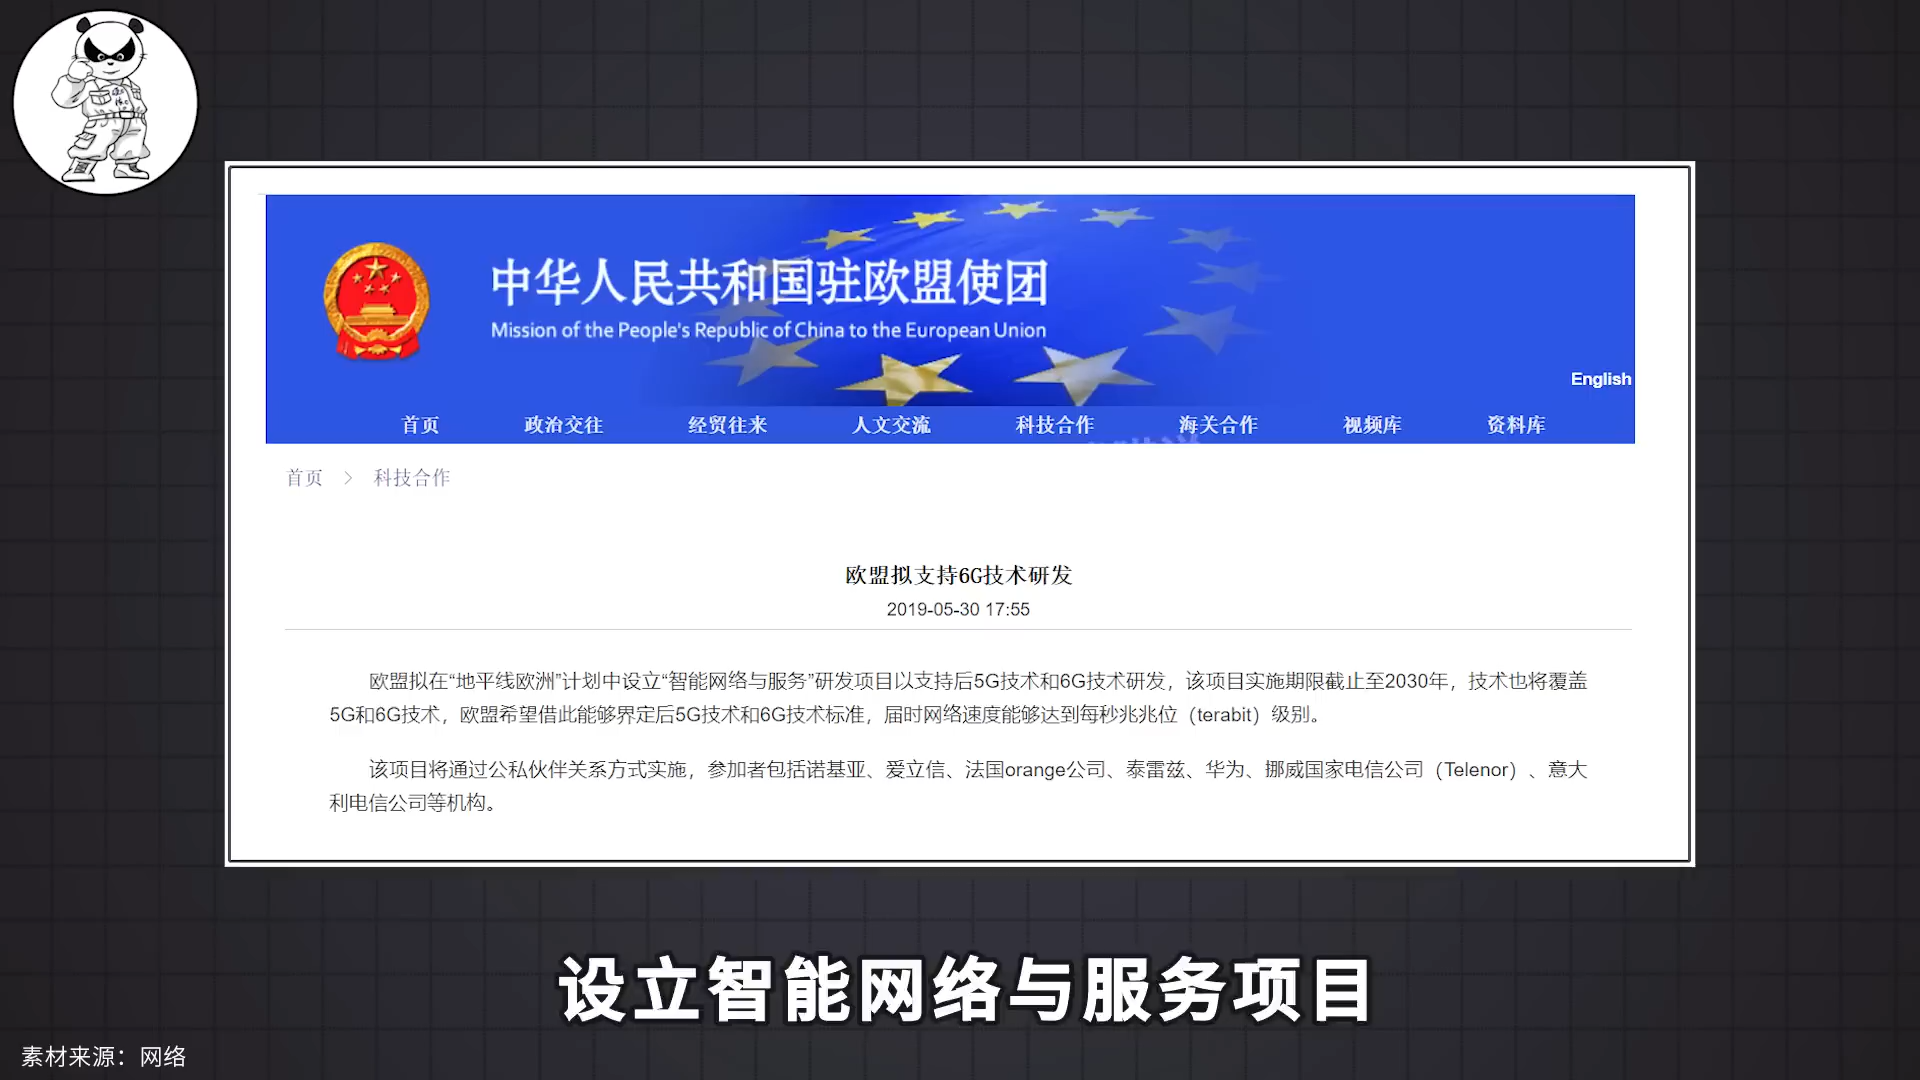 中华人民共和国驻欧盟使团
Mission of the People's Republic of China to the European Union
English
首页 政治交往 经贸往来 人文交流 科技合作 海关合作 视频库 资料库
首页 > 科技合作
欧盟拟支持6G技术研发
2019-05-30 17:55
欧盟拟在“地平线欧洲”计划中设立“智能网络与服务”研发项目以支持后5G技术和6G技术研发，该项目实施期限截止至2030年，技术也将覆盖
5G和6G技术，欧盟希望借此能够界定后5G技术和6G技术标准，届时网络速度能够达到每秒兆兆位（terabit）级别。
该项目将通过公私伙伴关系方式实施，参加者包括诺基亚、爱立信、法国orange公司、泰雷兹、华为、挪威国家电信公司（Telenor）、意大
利电信公司等机构。
设立智能网络与服务项目
素材来源：网络